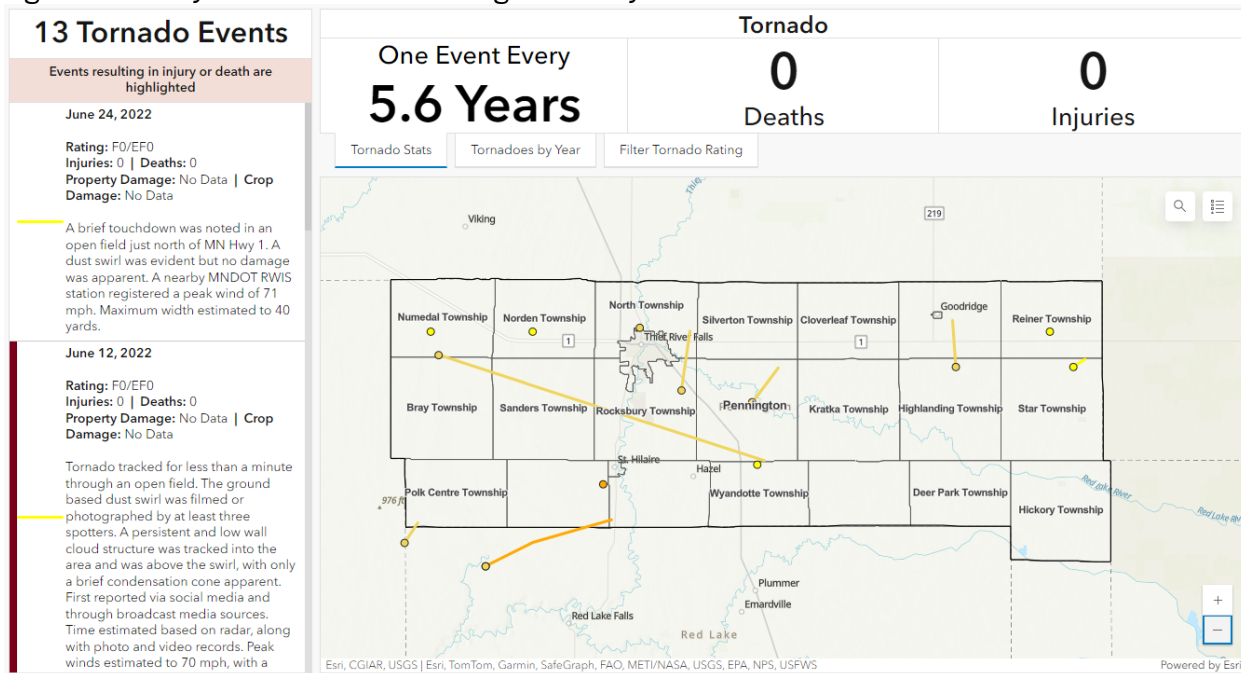 13 Tornado Events
Events resulting in injury or death are
highlighted
June 24, 2022
Rating: F0/EF0
Injuries: 0 | Deaths: 0
Property Damage: No Data | Crop
Damage: No Data
A brief touchdown was noted in an
open field just north of MN Hwy 1. A
dust swirl was evident but no damage
was apparent. A nearby MNDOT RWIS
station registered a peak wind of 71
mph. Maximum width estimated to 40
yards.
June 12, 2022
Rating: F0/EF0
Injuries: 0 | Deaths: 0
Property Damage: No Data | Crop
Damage: No Data
Tornado tracked for less than a minute
through an open field. The ground
based dust swirl was filmed or
photographed by at least three
spotters. A persistent and low wall
cloud structure was tracked into the
area and was above the swirl, with only
a brief condensation cone apparent.
First reported via social media and
through broadcast media sources.
Time estimated based on radar, along
with photo and video records. Peak
winds estimated to 70 mph, with a
Tornado
One Event Every
5.6 Years
0
Deaths
0
Injuries
Tornado Stats
Tornadoes by Year
Filter Tornado Rating
Viking
219
Numedal Township
Norden Township
1
North Township
Thief River Falls
Silverton Township
Cloverleaf Township
1
Goodridge
Reiner Township
Bray Township
Sanders Township
Rocksbury Township
Pennington
Kratka Township
Highlanding Township
Star Township
St. Hilaire
Hazel
976 ft
Polk Centre Township
Wyandotte Township
Deer Park Township
Hickory Township
Red Lake River
Plummer
Emardville
Red Lake Falls
Red Lake
+
−
Esri, CGIAR, USGS | Esri, TomTom, Garmin, SafeGraph, FAO, METI/NASA, USGS, EPA, NPS, USFWS
Powered by Esri